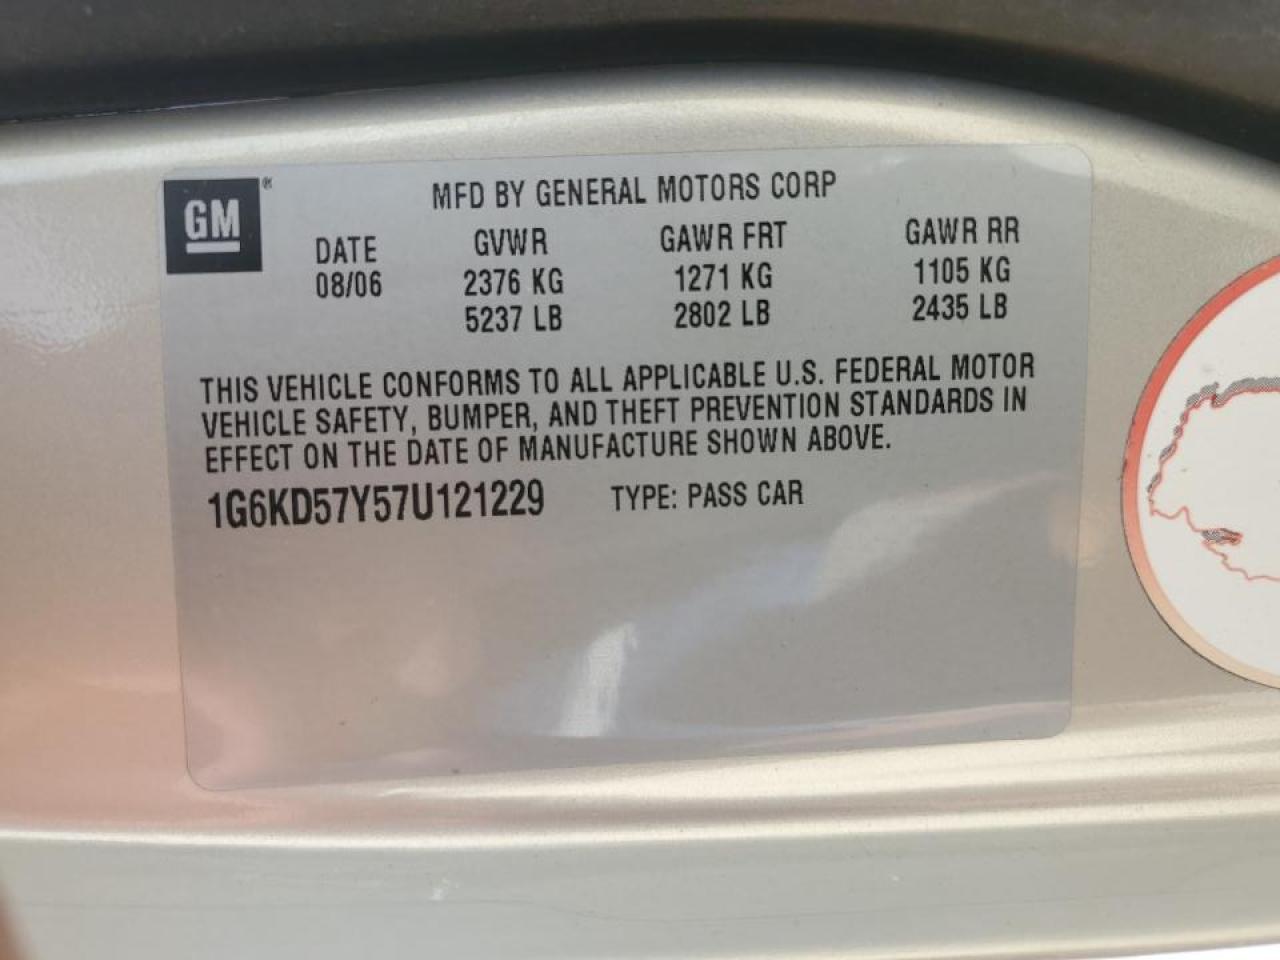 GM®
MFD BY GENERAL MOTORS CORP
DATE GVWR GAWR FRT GAWR RR
08/06 2376 KG 1271 KG 1105 KG
5237 LB 2802 LB 2435 LB
THIS VEHICLE CONFORMS TO ALL APPLICABLE U.S. FEDERAL MOTOR
VEHICLE SAFETY, BUMPER, AND THEFT PREVENTION STANDARDS IN
EFFECT ON THE DATE OF MANUFACTURE SHOWN ABOVE.
1G6KD57Y57U121229 TYPE: PASS CAR